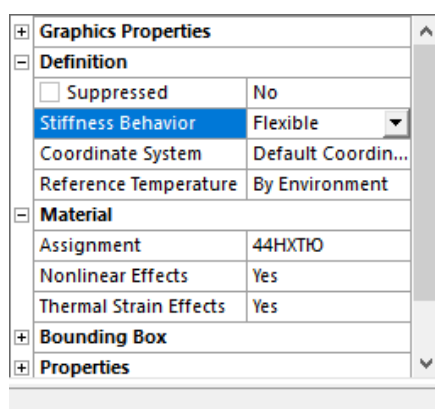 Graphics Properties
Definition
Suppressed No
Stiffness Behavior Flexible
Coordinate System Default Coordin...
Reference Temperature By Environment
Material
Assignment 44НХТЮ
Nonlinear Effects Yes
Thermal Strain Effects Yes
Bounding Box
Properties